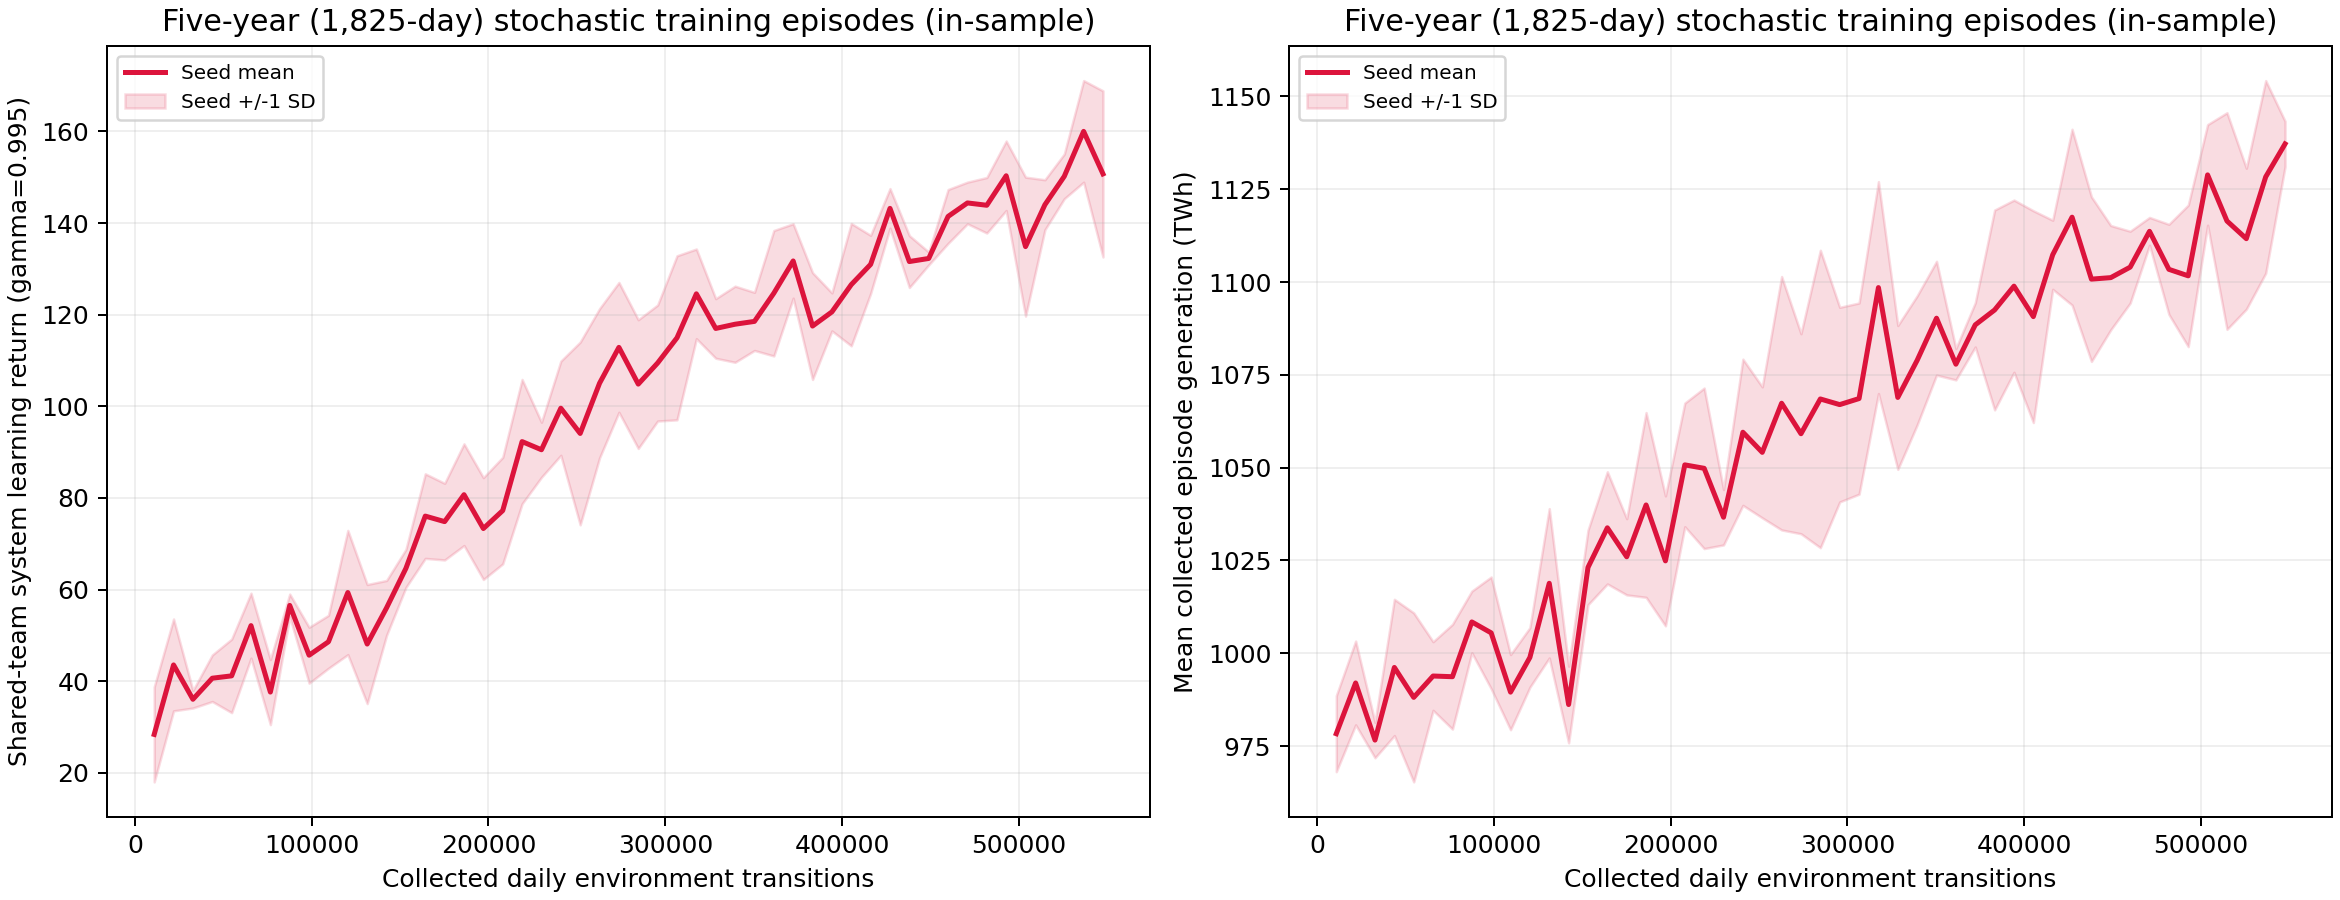 Five-year (1,825-day) stochastic training episodes (in-sample)
Seed mean
Seed +/-1 SD
Shared-team system learning return (gamma=0.995)
160
140
120
100
80
60
40
20
0
100000
200000
300000
400000
500000
Collected daily environment transitions
Five-year (1,825-day) stochastic training episodes (in-sample)
Seed mean
Seed +/-1 SD
Mean collected episode generation (TWh)
1150
1125
1100
1075
1050
1025
1000
975
0
100000
200000
300000
400000
500000
Collected daily environment transitions